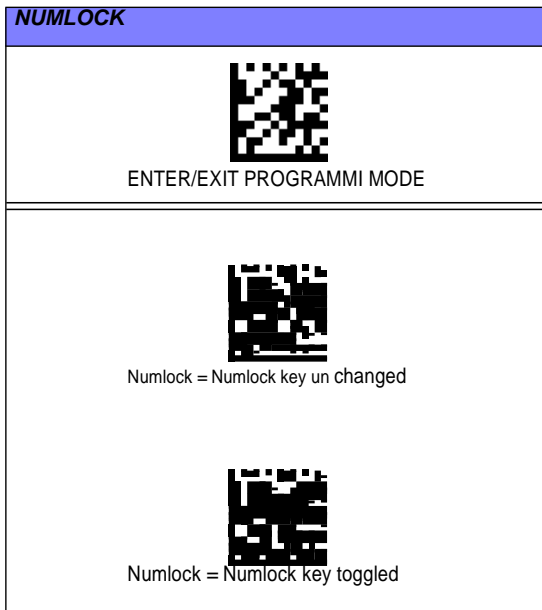 NUMLOCK
ENTER/EXIT PROGRAMMI MODE
Numlock = Numlock key un changed
Numlock = Numlock key toggled